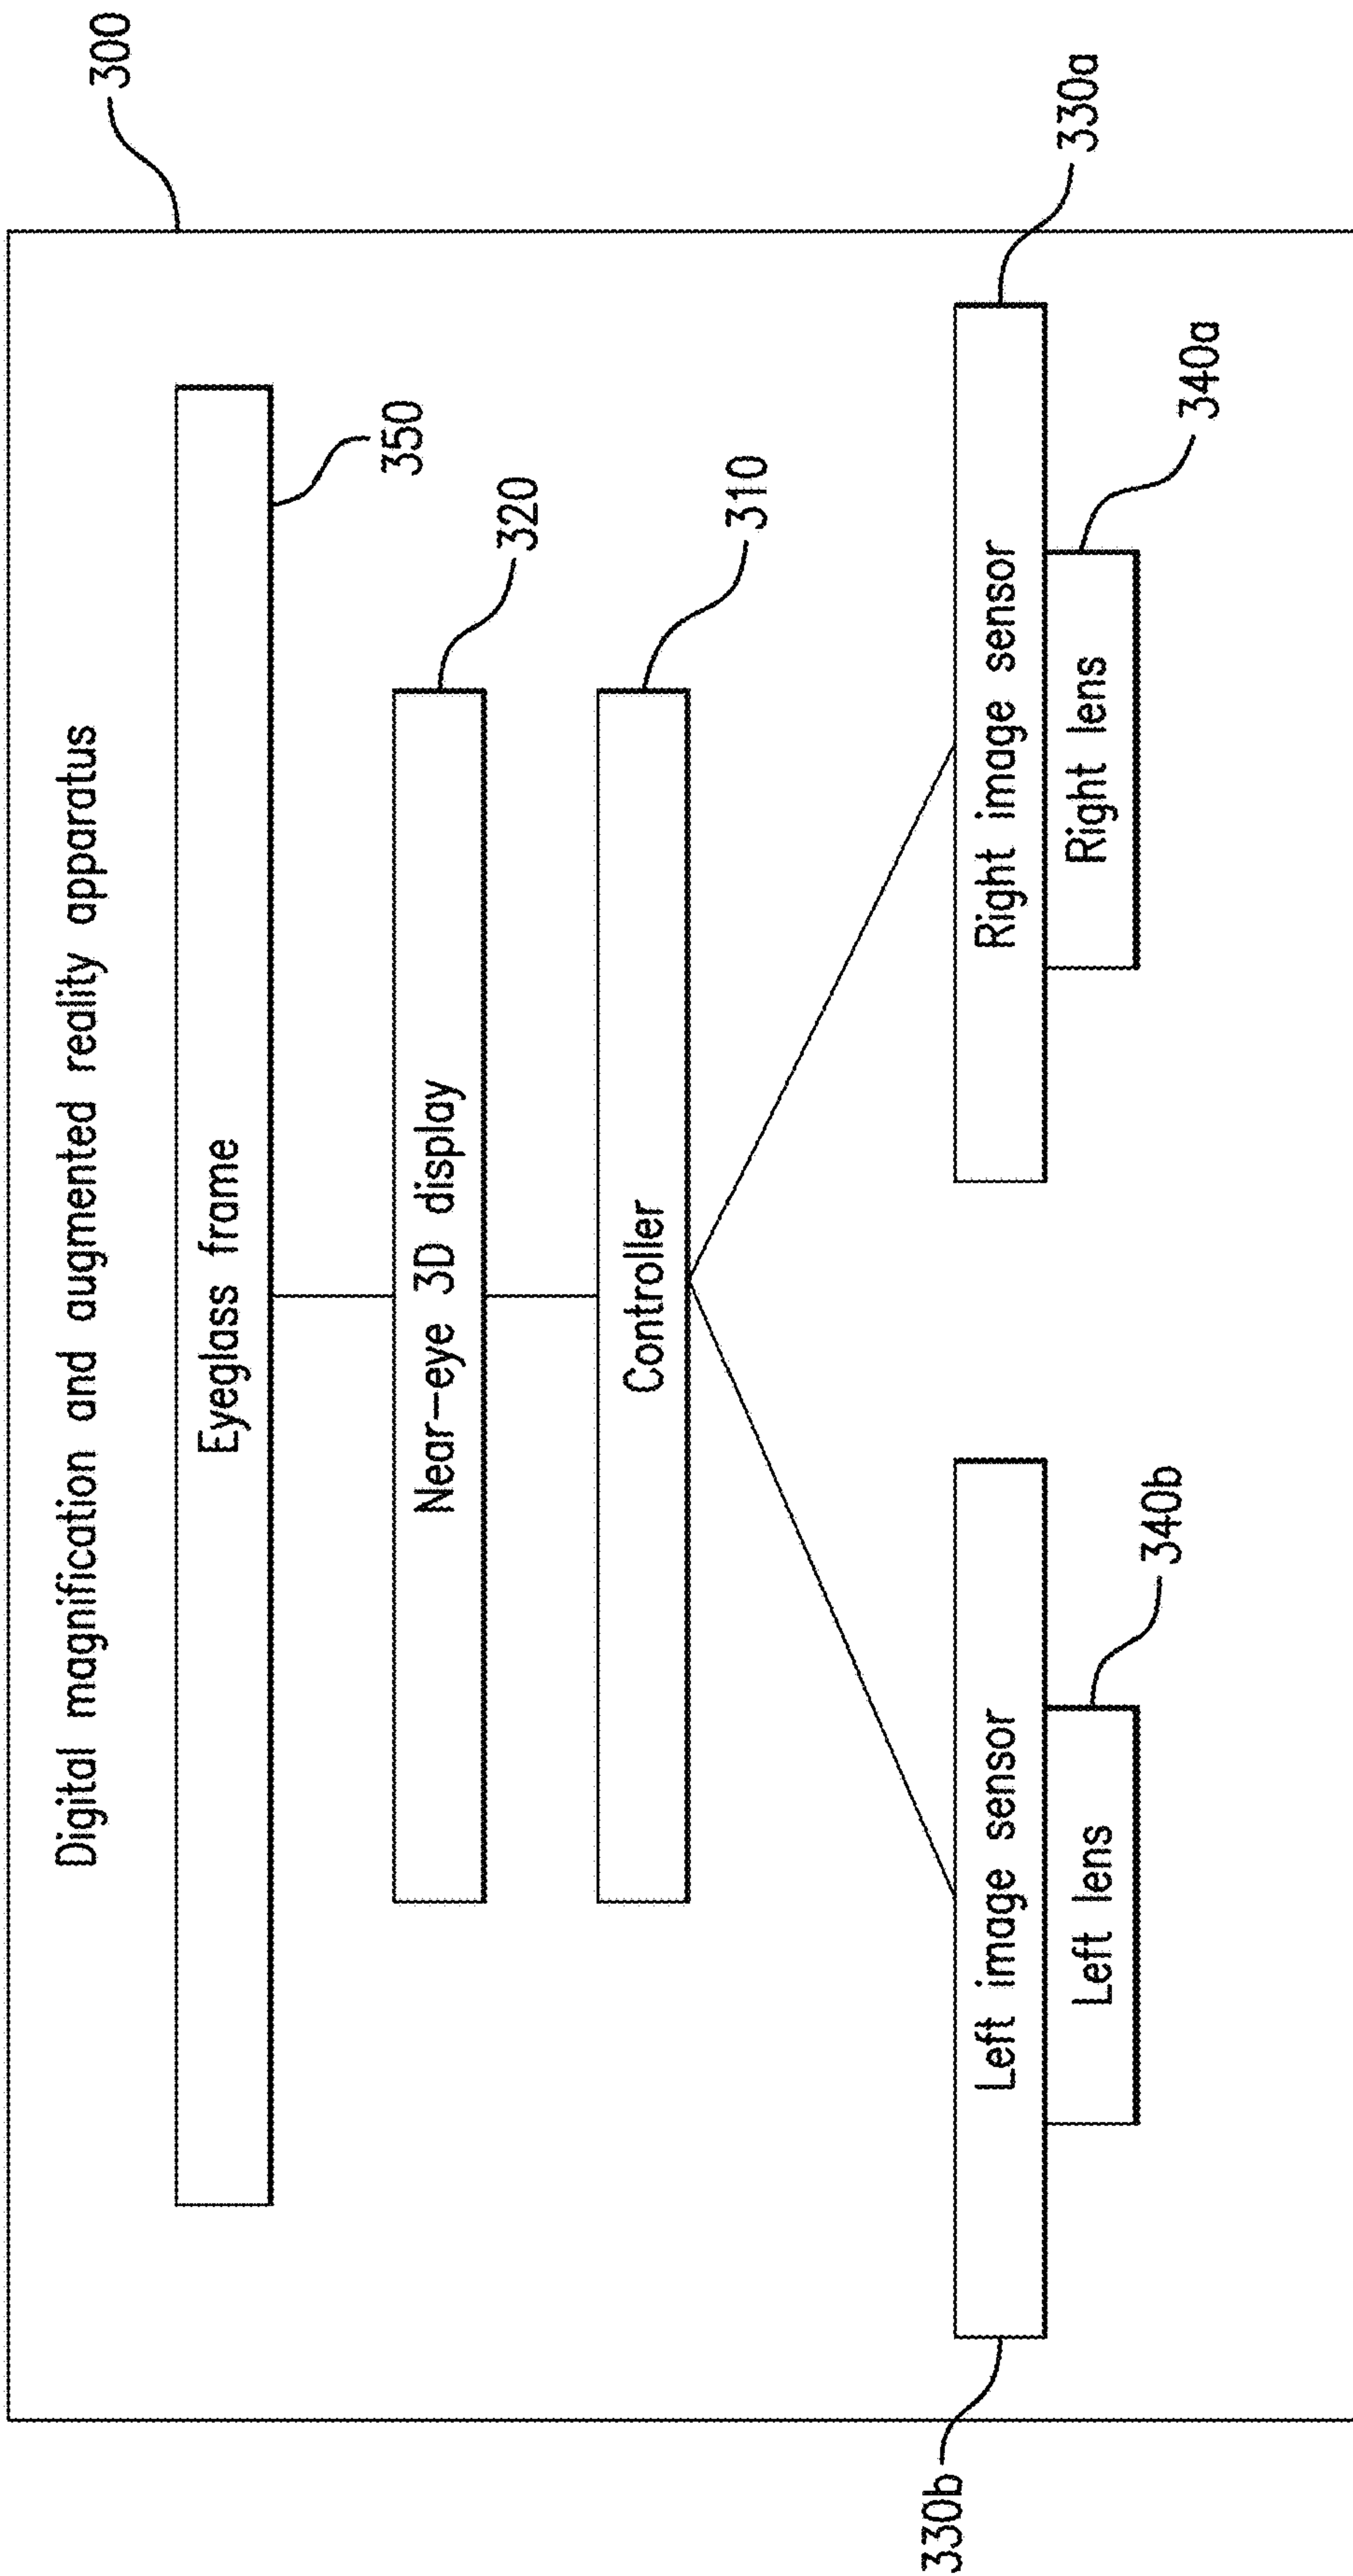 Digital magnification and augmented reality apparatus
300
Eyeglass frame
350
Near-eye 3D display
320
Controller
310
330b
Left image sensor
Right image sensor
330a
Left lens
340b
Right lens
340a